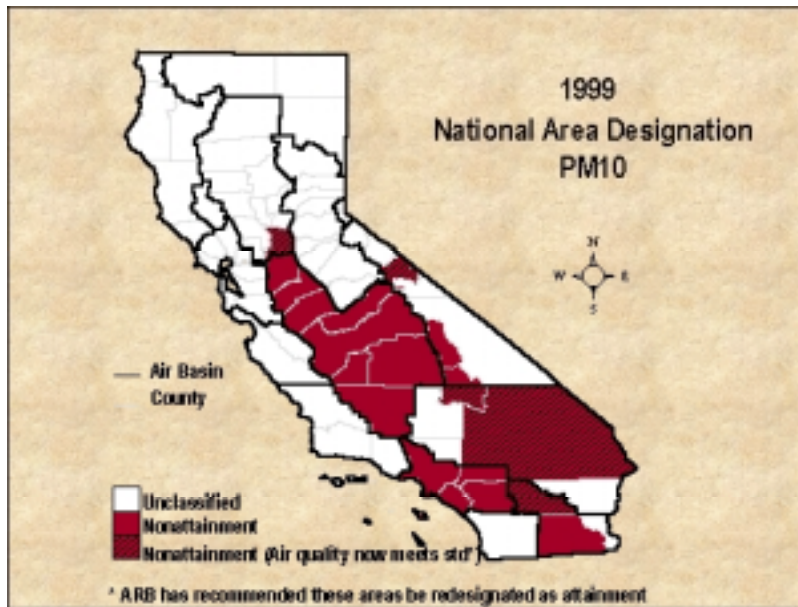 1999
National Area Designation
PM10
N
W
E
S
Air Basin
County
Unclassified
Nonattainment
Nonattainment (Air quality now meets std*)
* ARB has recommended these areas be redesignated as attainment